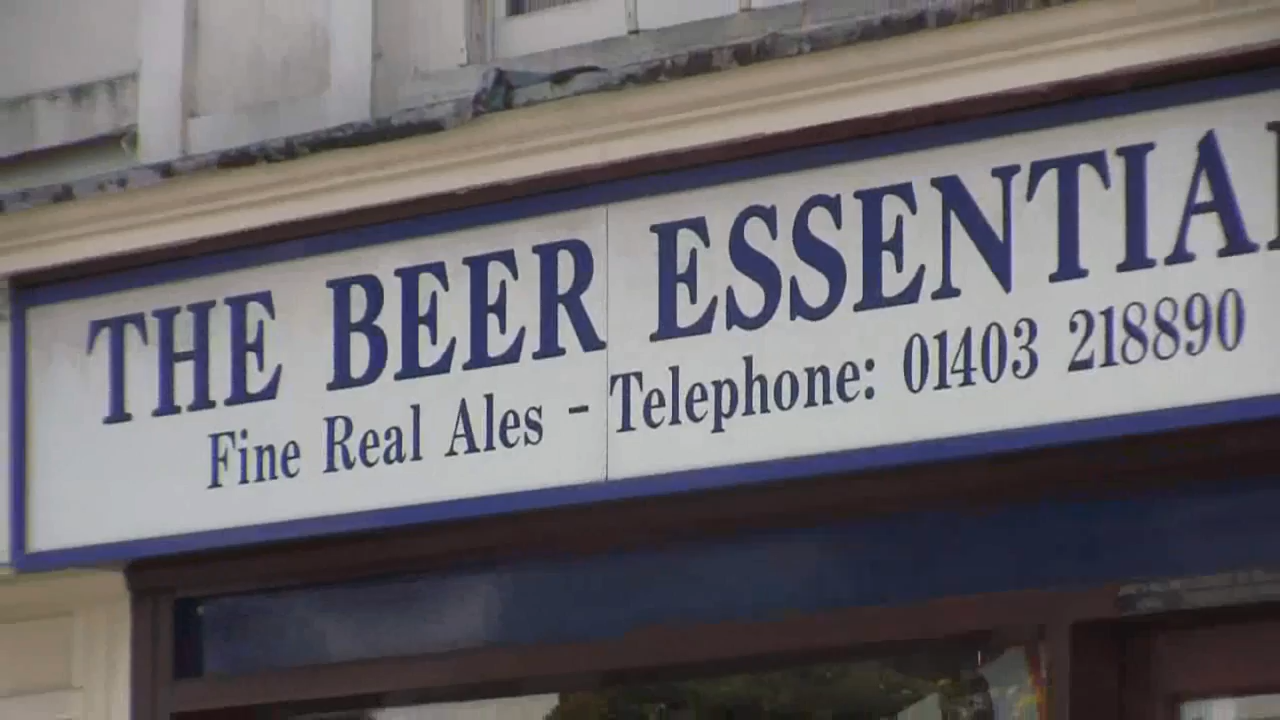 THE BEER ESSENTIA
Fine Real Ales - Telephone: 01403 218890